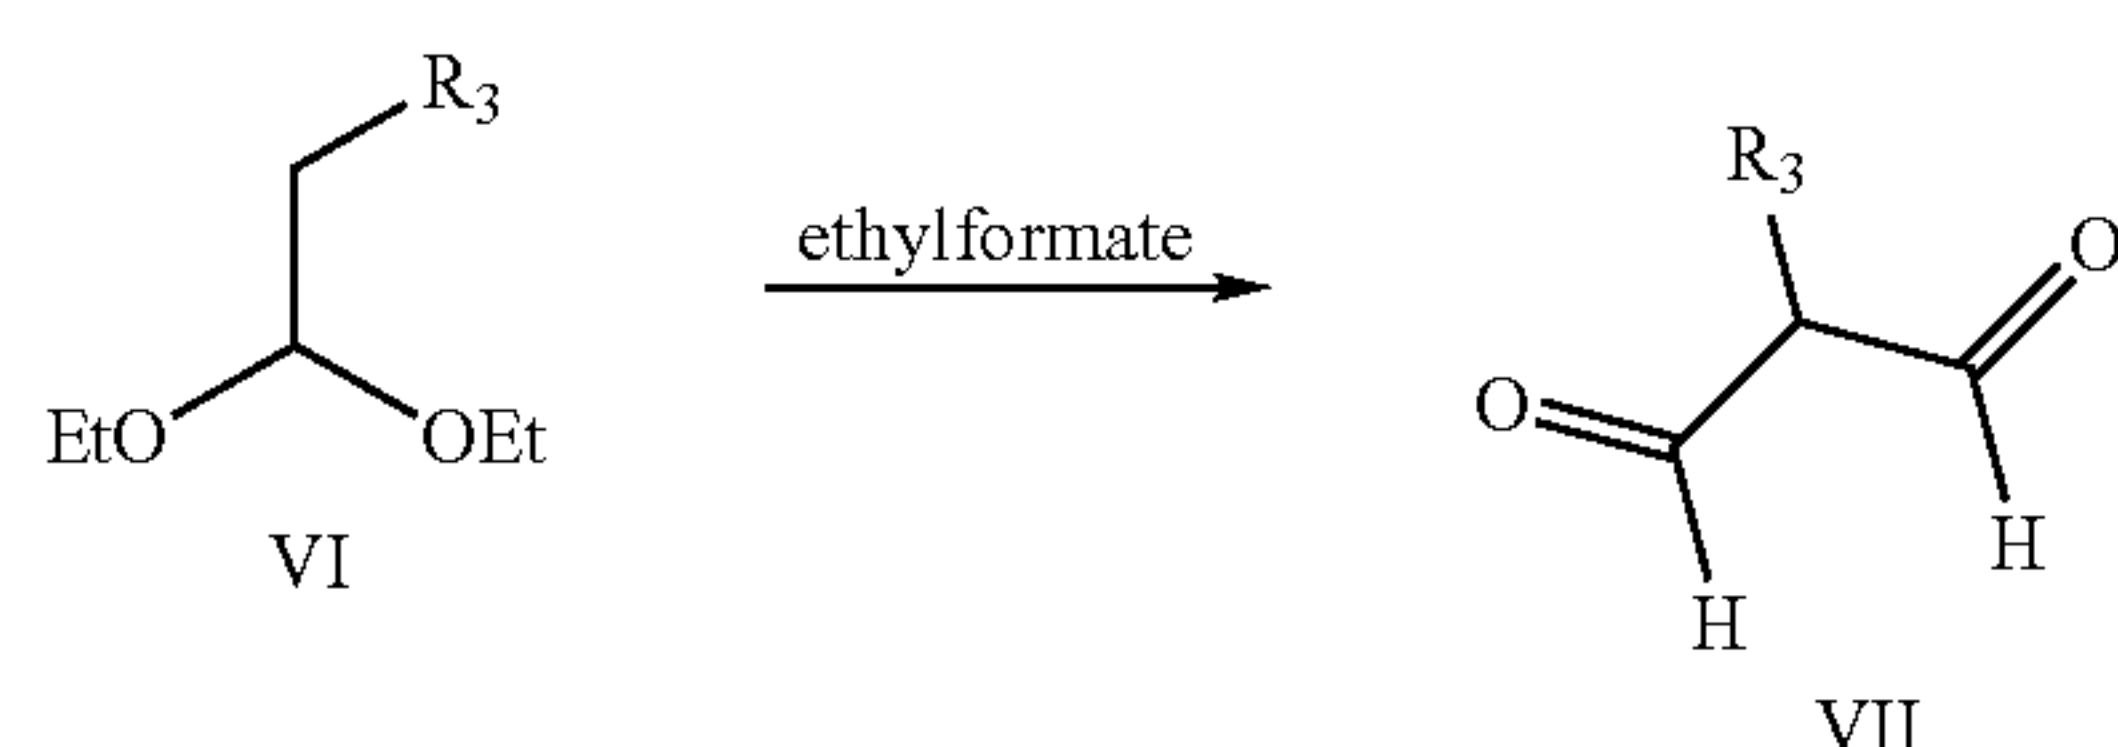 R3
R3
O
ethylformate
O
EtO
OEt
H
VI
H
VII